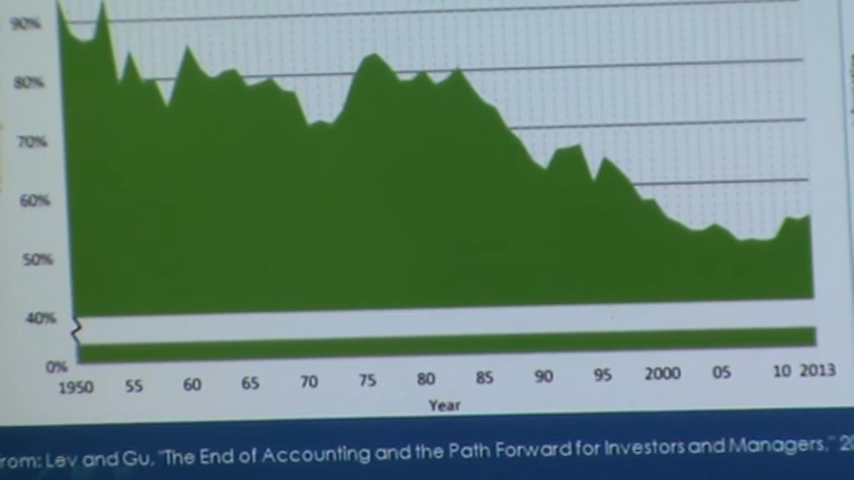 90%
80%
70%
60%
50%
40%
0%
1950 55 60 65 70 75 80 85 90 95 2000 05 10 2013
Year
rom: Lev and Gu, "The End of Accounting and the Path Forward for Investors and Managers," 20